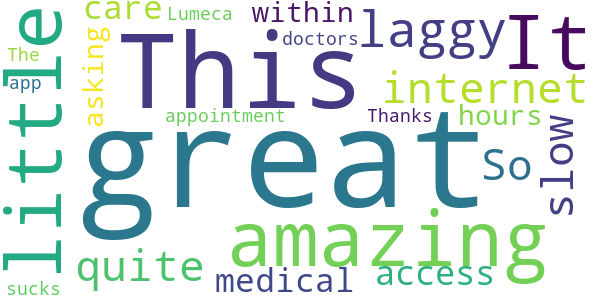 care
Lumeca
within
laggy
It
little
The
app
asking
This
doctors
internet
appointment
Thanks
hours
great
So
slow
amazing
quite
medical
access
sucks